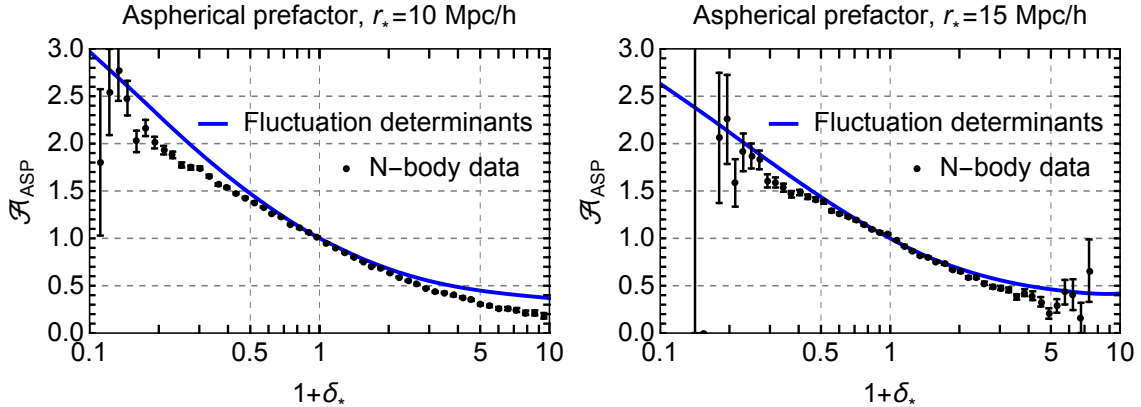 Aspherical prefactor, r*=10 Mpc/h
3.0
2.5
2.0
1.5
1.0
0.5
0.0
𝒜ASP
Fluctuation determinants
N−body data
0.1 0.5 1 5 10
1+δ*
Aspherical prefactor, r*=15 Mpc/h
3.0
2.5
2.0
1.5
1.0
0.5
0.0
𝒜ASP
Fluctuation determinants
N−body data
0.1 0.5 1 5 10
1+δ*